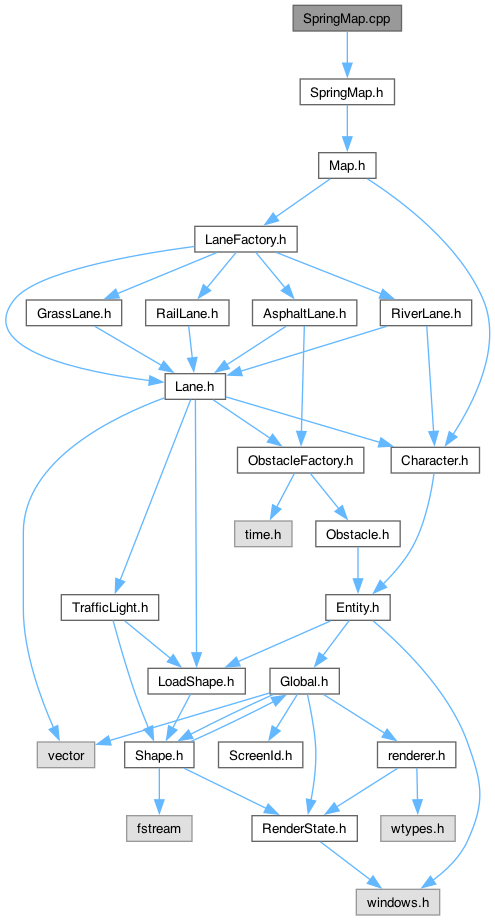 SpringMap.cpp
SpringMap.h
Map.h
LaneFactory.h
GrassLane.h
RailLane.h
AsphaltLane.h
RiverLane.h
Lane.h
ObstacleFactory.h
Character.h
time.h
Obstacle.h
TrafficLight.h
Entity.h
LoadShape.h
Global.h
vector
Shape.h
ScreenId.h
renderer.h
fstream
RenderState.h
wtypes.h
windows.h